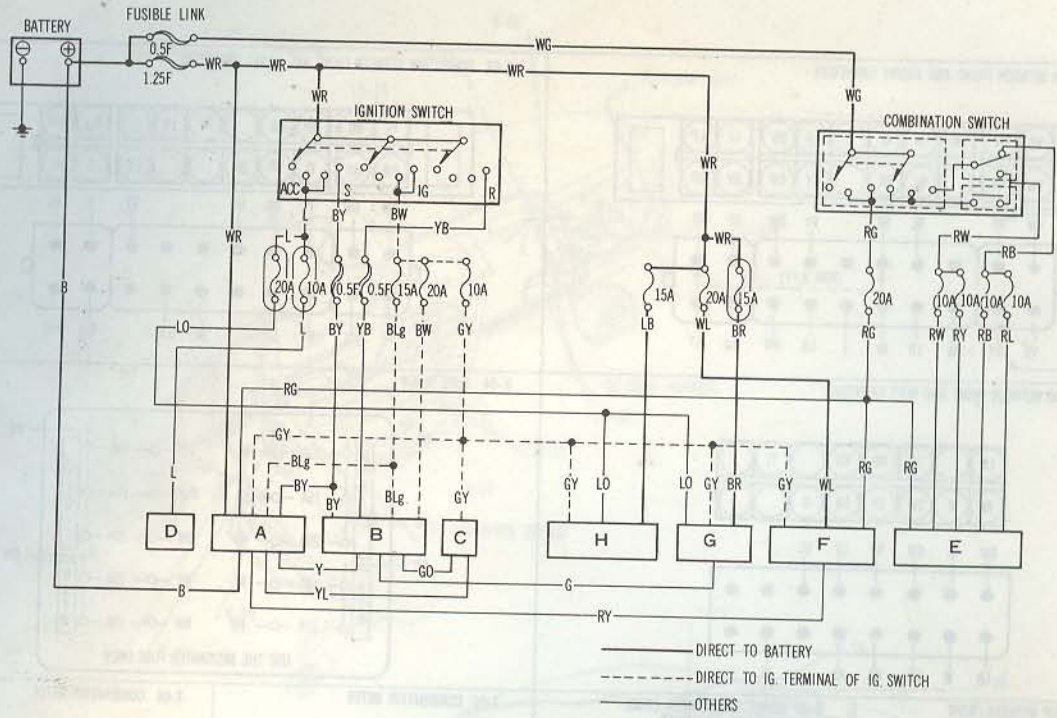 FUSIBLE LINK
BATTERY
0.5F
1.25F
WG
WR
WR
WR
WR
WG
IGNITION SWITCH
COMBINATION SWITCH
ACC
S
IG
R
L
BY
BW
YB
WR
WR
WR
RG
RW
RB
B
L
20A
10A
0.5F
0.5F
15A
20A
10A
15A
20A
15A
20A
10A
10A
10A
10A
LO
L
BY
YB
BLg
BW
GY
LB
WL
BR
RG
RW
RY
RB
RL
RG
GY
BLg
BY
L
BY
BLg
GY
GY
LO
LO
GY
BR
GY
WL
RG
RG
D
A
B
C
H
G
F
E
Y
GO
YL
B
G
RY
DIRECT TO BATTERY
DIRECT TO IG. TERMINAL OF IG. SWITCH
OTHERS